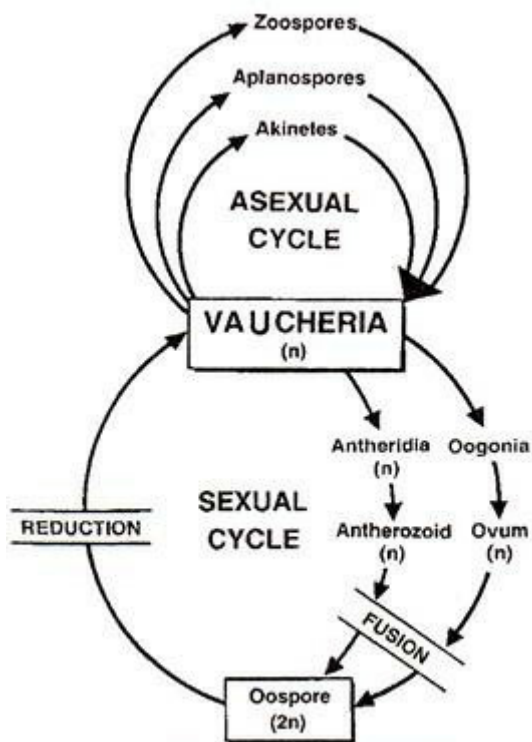 Zoospores
Aplanospores
Akinetes
ASEXUAL
CYCLE
VAUCHERIA
(n)
Antheridia
(n)
Oogonia
SEXUAL
CYCLE
REDUCTION
Antherozoid
(n)
Ovum
(n)
FUSION
Oospore
(2n)